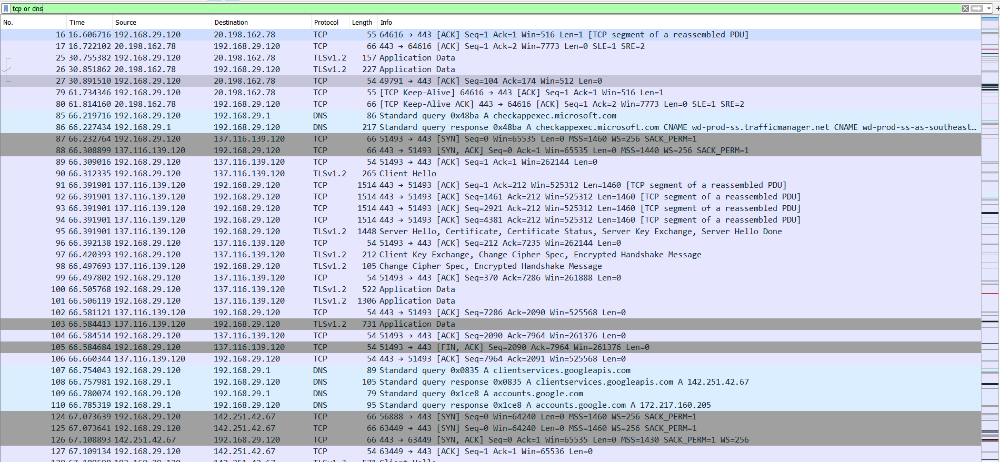 tcp or dns
No. Time Source Destination Protocol Length Info
16 16.606716 192.168.29.120 20.198.162.78 TCP 55 64616 → 443 [ACK] Seq=1 Ack=1 Win=516 Len=1 [TCP segment of a reassembled PDU]
17 16.722102 20.198.162.78 192.168.29.120 TCP 66 443 → 64616 [ACK] Seq=1 Ack=2 Win=7773 Len=0 SLE=1 SRE=2
25 30.755382 192.168.29.120 20.198.162.78 TLSv1.2 157 Application Data
26 30.851862 20.198.162.78 192.168.29.120 TLSv1.2 227 Application Data
27 30.891510 192.168.29.120 20.198.162.78 TCP 54 49791 → 443 [ACK] Seq=104 Ack=174 Win=512 Len=0
79 61.734346 192.168.29.120 20.198.162.78 TCP 55 [TCP Keep-Alive] 64616 → 443 [ACK] Seq=1 Ack=1 Win=516 Len=1
80 61.814160 20.198.162.78 192.168.29.120 TCP 66 [TCP Keep-Alive ACK] 443 → 64616 [ACK] Seq=1 Ack=2 Win=7773 Len=0 SLE=1 SRE=2
85 66.219716 192.168.29.120 192.168.29.1 DNS 86 Standard query 0x48ba A checkappexec.microsoft.com
86 66.227434 192.168.29.1 192.168.29.120 DNS 217 Standard query response 0x48ba A checkappexec.microsoft.com CNAME wd-prod-ss.trafficmanager.net CNAME wd-prod-ss-as-southeast…
87 66.232764 192.168.29.120 137.116.139.120 TCP 66 51493 → 443 [SYN] Seq=0 Win=65535 Len=0 MSS=1460 WS=256 SACK_PERM=1
88 66.308899 137.116.139.120 192.168.29.120 TCP 66 443 → 51493 [SYN, ACK] Seq=0 Ack=1 Win=65535 Len=0 MSS=1440 WS=256 SACK_PERM=1
89 66.309016 192.168.29.120 137.116.139.120 TCP 54 51493 → 443 [ACK] Seq=1 Ack=1 Win=262144 Len=0
90 66.312335 192.168.29.120 137.116.139.120 TLSv1.2 265 Client Hello
91 66.391901 137.116.139.120 192.168.29.120 TCP 1514 443 → 51493 [ACK] Seq=1 Ack=212 Win=525312 Len=1460 [TCP segment of a reassembled PDU]
92 66.391901 137.116.139.120 192.168.29.120 TCP 1514 443 → 51493 [ACK] Seq=1461 Ack=212 Win=525312 Len=1460 [TCP segment of a reassembled PDU]
93 66.391901 137.116.139.120 192.168.29.120 TCP 1514 443 → 51493 [ACK] Seq=2921 Ack=212 Win=525312 Len=1460 [TCP segment of a reassembled PDU]
94 66.391901 137.116.139.120 192.168.29.120 TCP 1514 443 → 51493 [ACK] Seq=4381 Ack=212 Win=525312 Len=1460 [TCP segment of a reassembled PDU]
95 66.391901 137.116.139.120 192.168.29.120 TLSv1.2 1448 Server Hello, Certificate, Certificate Status, Server Key Exchange, Server Hello Done
96 66.392138 192.168.29.120 137.116.139.120 TCP 54 51493 → 443 [ACK] Seq=212 Ack=7235 Win=262144 Len=0
97 66.420393 192.168.29.120 137.116.139.120 TLSv1.2 212 Client Key Exchange, Change Cipher Spec, Encrypted Handshake Message
98 66.497693 137.116.139.120 192.168.29.120 TLSv1.2 105 Change Cipher Spec, Encrypted Handshake Message
99 66.497802 192.168.29.120 137.116.139.120 TCP 54 51493 → 443 [ACK] Seq=370 Ack=7286 Win=261888 Len=0
100 66.505768 192.168.29.120 137.116.139.120 TLSv1.2 522 Application Data
101 66.506119 192.168.29.120 137.116.139.120 TLSv1.2 1306 Application Data
102 66.581121 137.116.139.120 192.168.29.120 TCP 54 443 → 51493 [ACK] Seq=7286 Ack=2090 Win=525568 Len=0
103 66.584413 137.116.139.120 192.168.29.120 TLSv1.2 731 Application Data
104 66.584514 192.168.29.120 137.116.139.120 TCP 54 51493 → 443 [ACK] Seq=2090 Ack=7964 Win=261376 Len=0
105 66.584684 192.168.29.120 137.116.139.120 TCP 54 51493 → 443 [FIN, ACK] Seq=2090 Ack=7964 Win=261376 Len=0
106 66.660344 137.116.139.120 192.168.29.120 TCP 54 443 → 51493 [ACK] Seq=7964 Ack=2091 Win=525568 Len=0
107 66.754043 192.168.29.120 192.168.29.1 DNS 89 Standard query 0x0835 A clientservices.googleapis.com
108 66.757981 192.168.29.1 192.168.29.120 DNS 105 Standard query response 0x0835 A clientservices.googleapis.com A 142.251.42.67
109 66.780074 192.168.29.120 192.168.29.1 DNS 79 Standard query 0x1ce8 A accounts.google.com
110 66.785319 192.168.29.1 192.168.29.120 DNS 95 Standard query response 0x1ce8 A accounts.google.com A 172.217.160.205
124 67.073639 192.168.29.120 142.251.42.67 TCP 66 56888 → 443 [SYN] Seq=0 Win=64240 Len=0 MSS=1460 WS=256 SACK_PERM=1
125 67.073641 192.168.29.120 142.251.42.67 TCP 66 63449 → 443 [SYN] Seq=0 Win=64240 Len=0 MSS=1460 WS=256 SACK_PERM=1
126 67.108893 142.251.42.67 192.168.29.120 TCP 66 443 → 63449 [SYN, ACK] Seq=0 Ack=1 Win=65535 Len=0 MSS=1430 SACK_PERM=1 WS=256
127 67.109134 192.168.29.120 142.251.42.67 TCP 54 63449 → 443 [ACK] Seq=1 Ack=1 Win=65536 Len=0